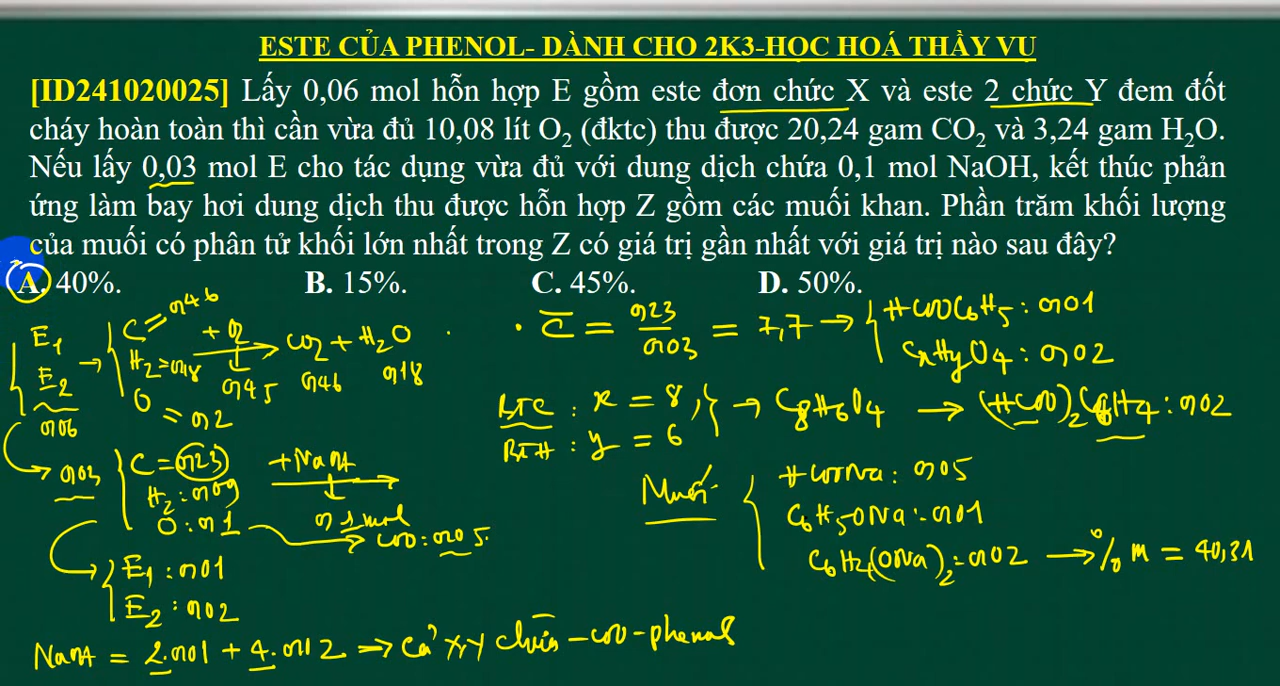 ESTE CỦA PHENOL- DÀNH CHO 2K3-HỌC HOÁ THẦY VỤ
[ID241020025] Lấy 0,06 mol hỗn hợp E gồm este đơn chức X và este 2 chức Y đem đốt
cháy hoàn toàn thì cần vừa đủ 10,08 lít O₂ (đktc) thu được 20,24 gam CO₂ và 3,24 gam H₂O.
Nếu lấy 0,03 mol E cho tác dụng vừa đủ với dung dịch chứa 0,1 mol NaOH, kết thúc phản
ứng làm bay hơi dung dịch thu được hỗn hợp Z gồm các muối khan. Phần trăm khối lượng
của muối có phân tử khối lớn nhất trong Z có giá trị gần nhất với giá trị nào sau đây?
A. 40%. B. 15%. C. 45%. D. 50%.
E₁ C = 0,46 + O₂ CO₂ + H₂O
E₂ → H₂ = 0,18 0,45 0,46 0,18
O = 0,2
0,06
0,03 C = 0,23 + NaOH
H₂ : 0,09 0,1 mol
O : 0,1 COO : 0,05.
E₁ : 0,01
E₂ : 0,02
NaOH = 2.0,01 + 4.0,02 ⇒ Cả X,Y chứa –COO–phenol
• C̅ = 0,23/0,03 = 7,7 → HCOOC₆H₅ : 0,01
CxHyO₄ : 0,02
BTC : x = 8
BTH : y = 6 → C₈H₆O₄ → (HCOO)₂C₆H₄ : 0,02
Muối HCOONa : 0,05
C₆H₅ONa : 0,01
C₆H₄(ONa)₂ : 0,02 → %m = 40,31